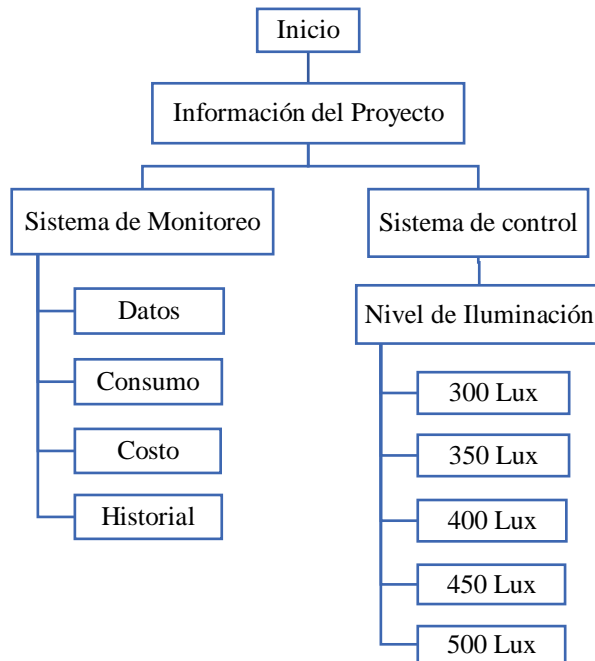 Inicio
Información del Proyecto
Sistema de Monitoreo
Datos
Consumo
Costo
Historial
Sistema de control
Nivel de Iluminación
300 Lux
350 Lux
400 Lux
450 Lux
500 Lux